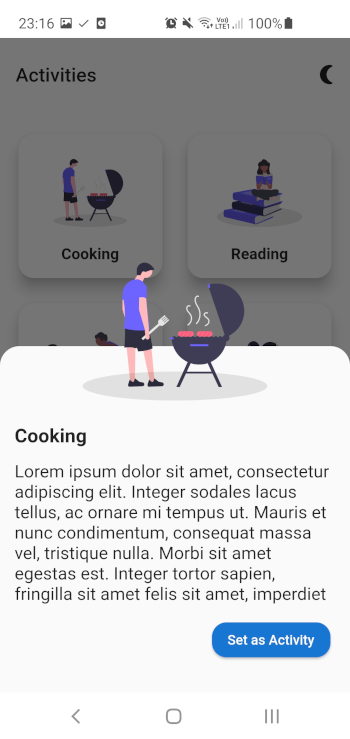 23:16
Vo))
LTE1
100%
Activities
Cooking
Reading
Cooking
Lorem ipsum dolor sit amet, consectetur
adipiscing elit. Integer sodales lacus
tellus, ac ornare mi tempus ut. Mauris et
nunc condimentum, consequat massa
vel, tristique nulla. Morbi sit amet
egestas est. Integer tortor sapien,
fringilla sit amet felis sit amet, imperdiet
Set as Activity